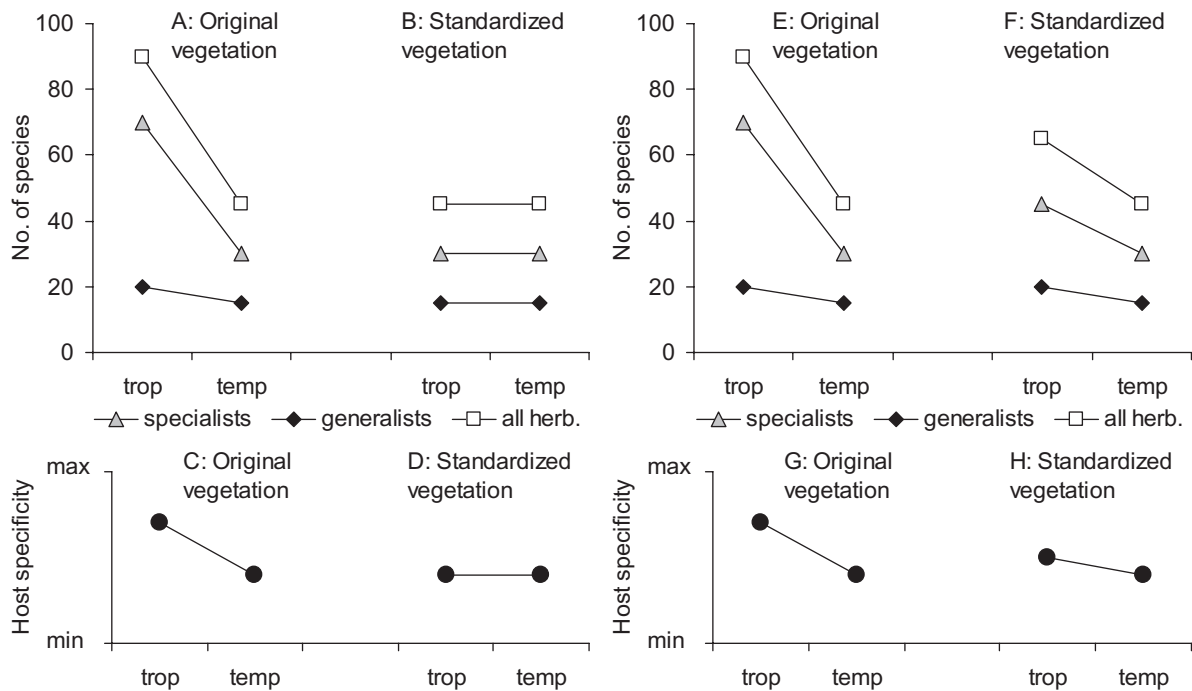 A: Original
vegetation
B: Standardized
vegetation
No. of species
100
80
60
40
20
0
trop
temp
trop
temp
specialists
generalists
all herb.
C: Original
vegetation
D: Standardized
vegetation
Host specificity
max
min
trop
temp
trop
temp
E: Original
vegetation
F: Standardized
vegetation
No. of species
100
80
60
40
20
0
trop
temp
trop
temp
specialists
generalists
all herb.
G: Original
vegetation
H: Standardized
vegetation
Host specificity
max
min
trop
temp
trop
temp